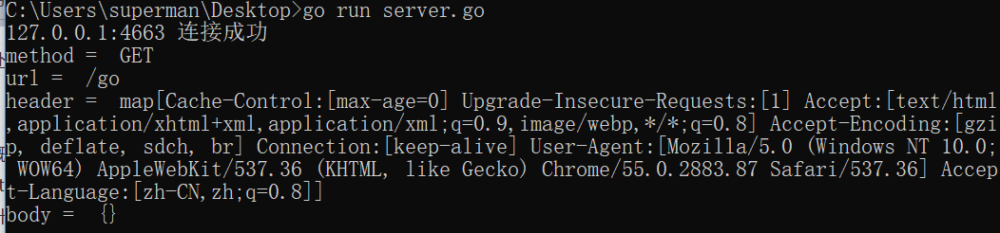 C:\Users\superman\Desktop>go run server.go
127.0.0.1:4663 连接成功
method =  GET
url =  /go
header =  map[Cache-Control:[max-age=0] Upgrade-Insecure-Requests:[1] Accept:[text/html
,application/xhtml+xml,application/xml;q=0.9,image/webp,*/*;q=0.8] Accept-Encoding:[gzi
p, deflate, sdch, br] Connection:[keep-alive] User-Agent:[Mozilla/5.0 (Windows NT 10.0;
 WOW64) AppleWebKit/537.36 (KHTML, like Gecko) Chrome/55.0.2883.87 Safari/537.36] Accep
t-Language:[zh-CN,zh;q=0.8]]
body =  {}